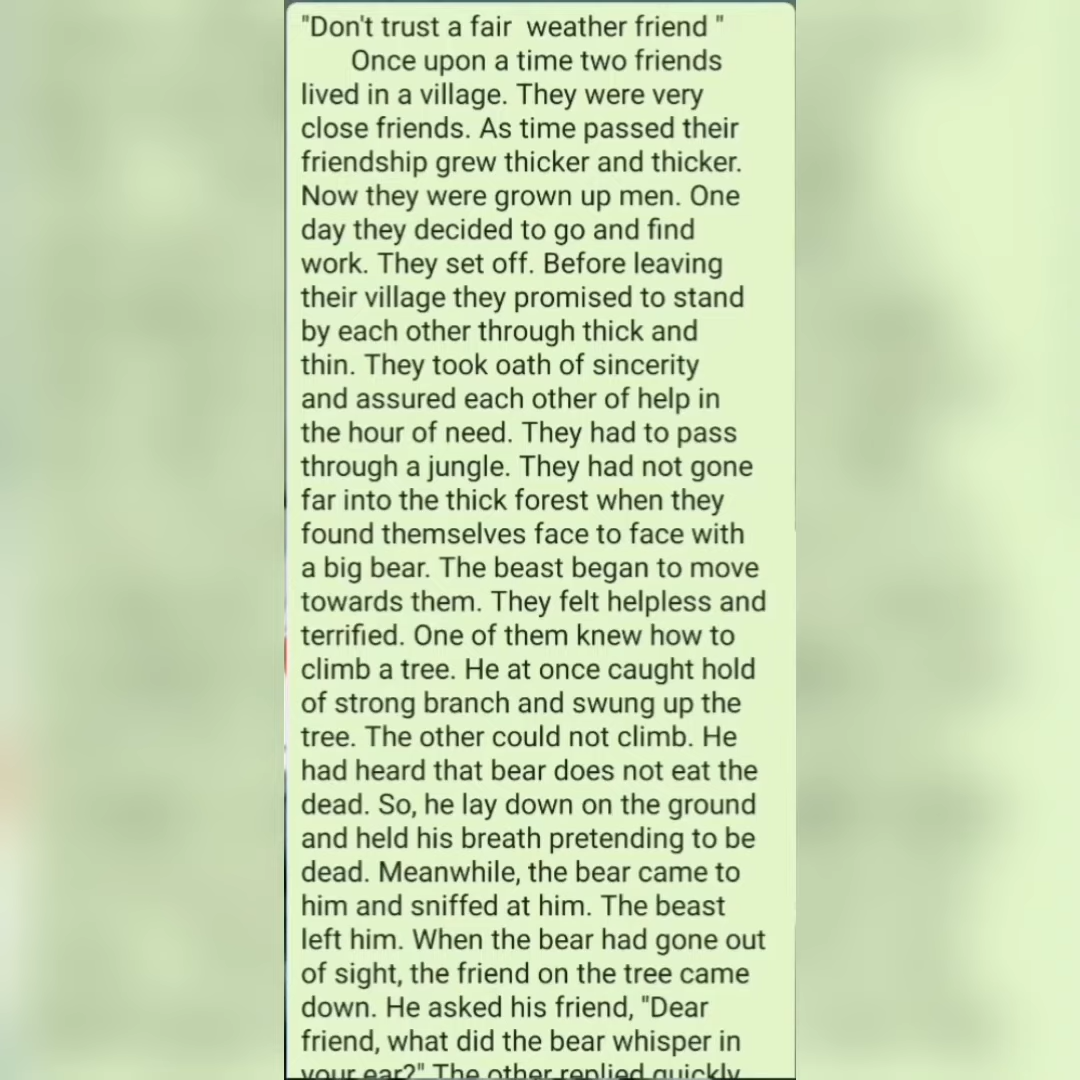 "Don't trust a fair  weather friend "
Once upon a time two friends
lived in a village. They were very
close friends. As time passed their
friendship grew thicker and thicker.
Now they were grown up men. One
day they decided to go and find
work. They set off. Before leaving
their village they promised to stand
by each other through thick and
thin. They took oath of sincerity
and assured each other of help in
the hour of need. They had to pass
through a jungle. They had not gone
far into the thick forest when they
found themselves face to face with
a big bear. The beast began to move
towards them. They felt helpless and
terrified. One of them knew how to
climb a tree. He at once caught hold
of strong branch and swung up the
tree. The other could not climb. He
had heard that bear does not eat the
dead. So, he lay down on the ground
and held his breath pretending to be
dead. Meanwhile, the bear came to
him and sniffed at him. The beast
left him. When the bear had gone out
of sight, the friend on the tree came
down. He asked his friend, "Dear
friend, what did the bear whisper in
your ear?" The other replied quickly